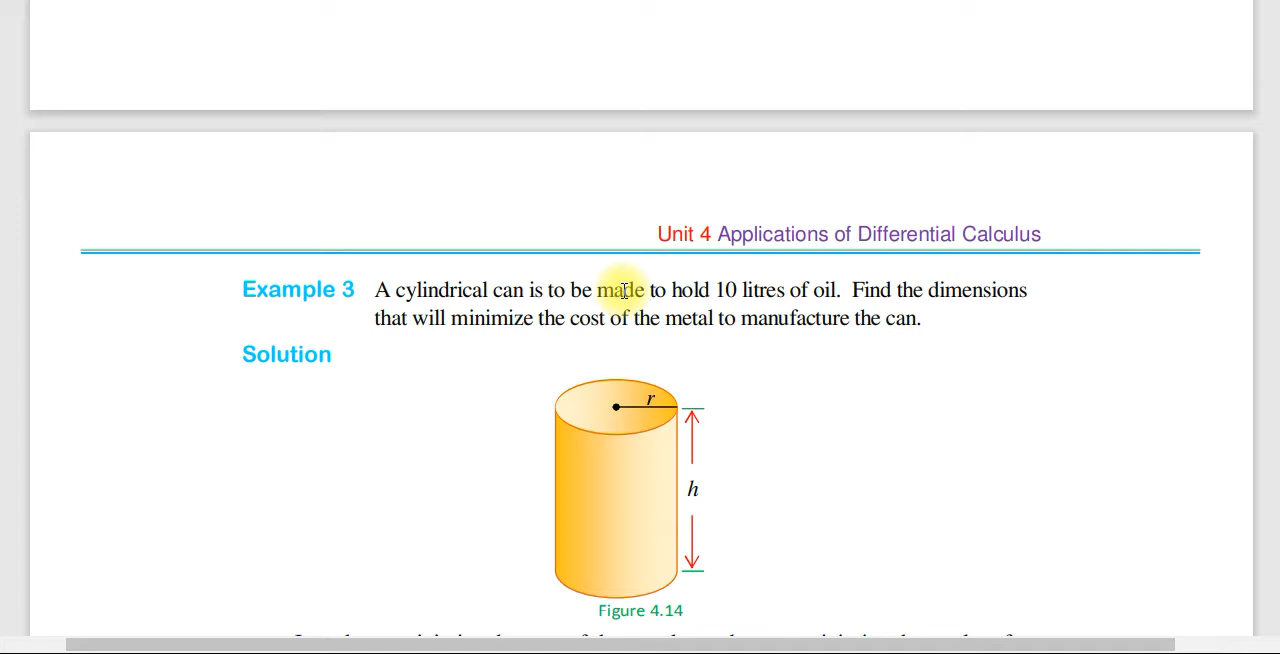 Unit 4 Applications of Differential Calculus
Example 3 A cylindrical can is to be made to hold 10 litres of oil. Find the dimensions
that will minimize the cost of the metal to manufacture the can.
Solution
r
h
Figure 4.14